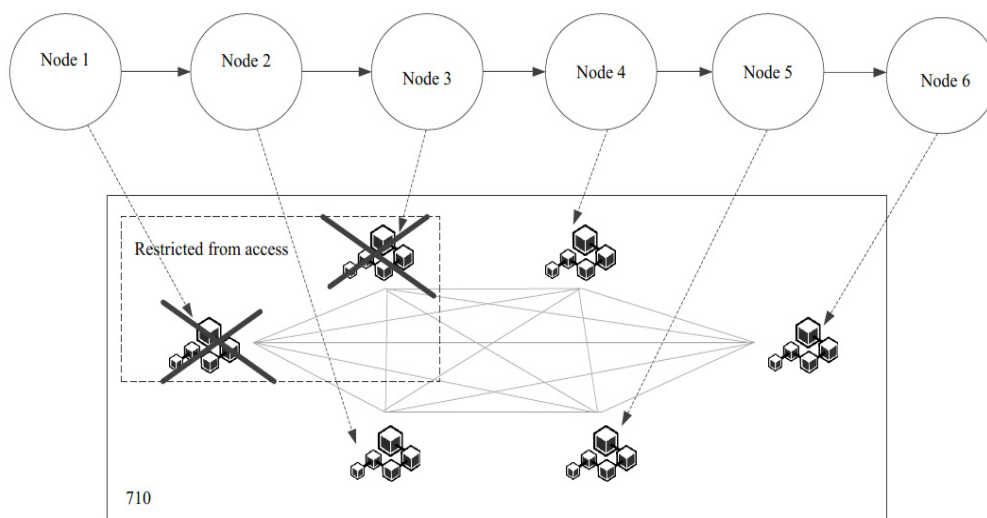 Node 1
Node 2
Node 3
Node 4
Node 5
Node 6
Restricted from access
710